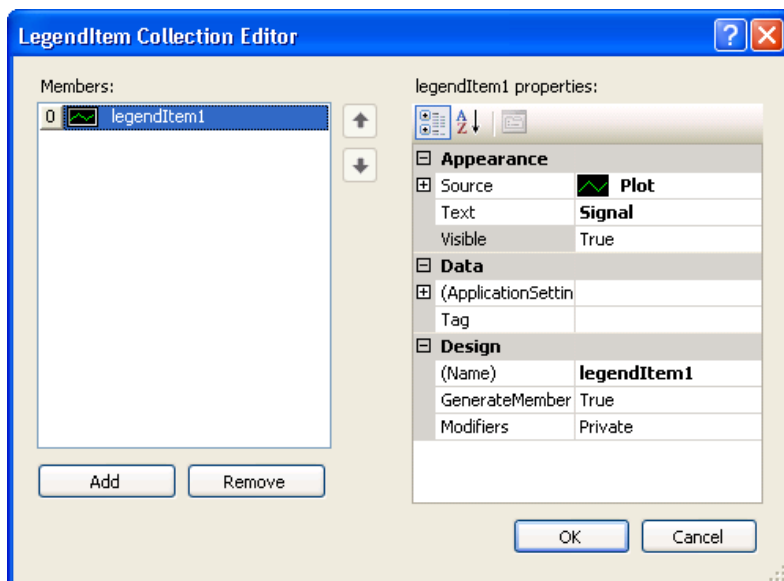 LegendItem Collection Editor
Members:
0 legendItem1
Add Remove
legendItem1 properties:
Appearance
Source Plot
Text Signal
Visible True
Data
(ApplicationSettin
Tag
Design
(Name) legendItem1
GenerateMember True
Modifiers Private
OK Cancel